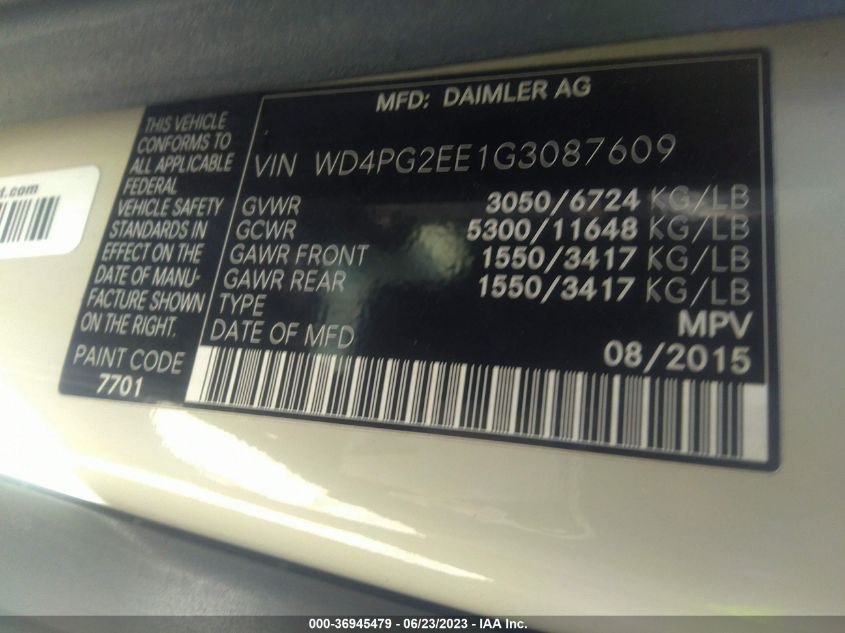 MFD: DAIMLER AG
THIS VEHICLE
CONFORMS TO
ALL APPLICABLE
FEDERAL
VEHICLE SAFETY
STANDARDS IN
EFFECT ON THE
DATE OF MANU-
FACTURE SHOWN
ON THE RIGHT.
PAINT CODE
7701
VIN WD4PG2EE1G3087609
GVWR 3050/6724 KG/LB
GCWR 5300/11648 KG/LB
GAWR FRONT 1550/3417 KG/LB
GAWR REAR 1550/3417 KG/LB
TYPE MPV
DATE OF MFD 08/2015
t.com
000-36945479 - 06/23/2023 - IAA Inc.